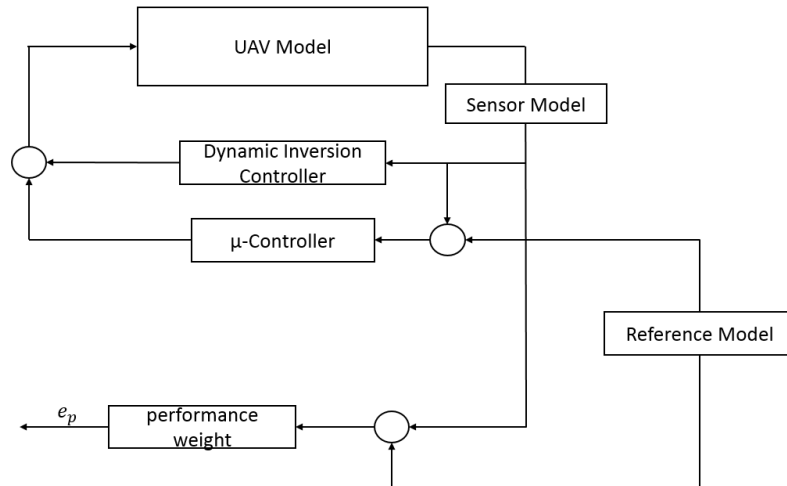 UAV Model
Sensor Model
Dynamic Inversion
Controller
μ-Controller
Reference Model
e_p
performance
weight